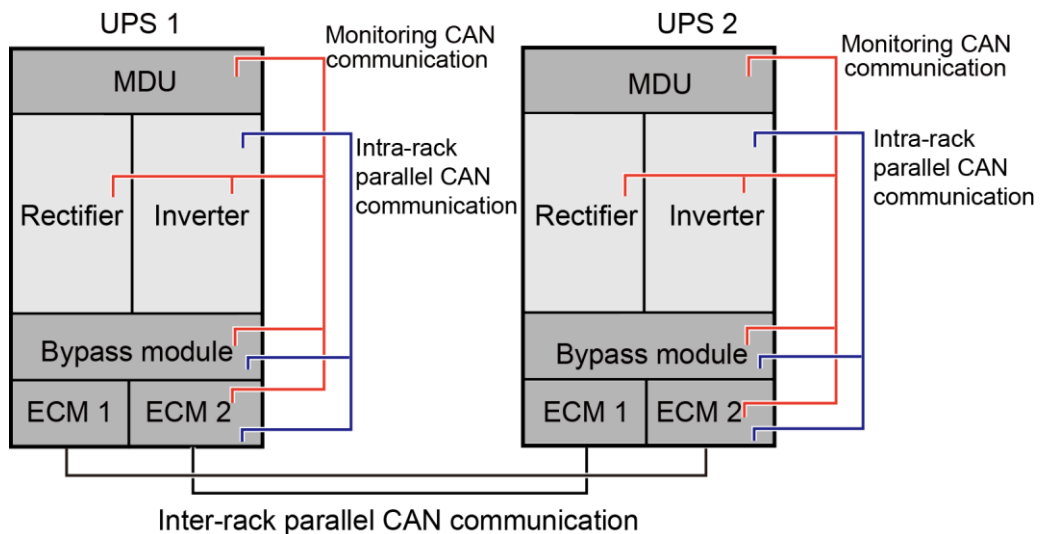 UPS 1
UPS 2
Monitoring CAN
communication
Monitoring CAN
communication
MDU
MDU
Intra-rack
parallel CAN
communication
Intra-rack
parallel CAN
communication
Rectifier
Inverter
Rectifier
Inverter
Bypass module
Bypass module
ECM 1
ECM 2
ECM 1
ECM 2
Inter-rack parallel CAN communication